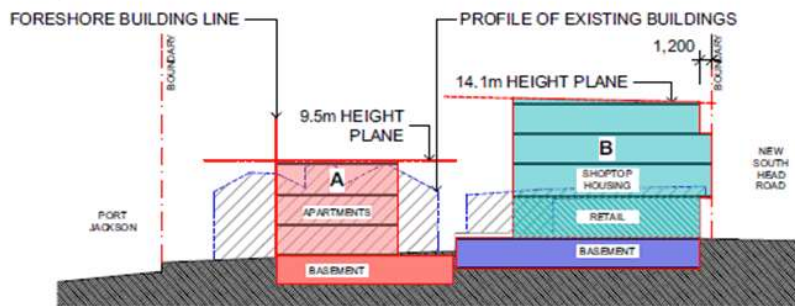 FORESHORE BUILDING LINE
PROFILE OF EXISTING BUILDINGS
BOUNDARY
1,200
BOUNDARY
14.1m HEIGHT PLANE
9.5m HEIGHT
PLANE
A
B
SHOPTOP
HOUSING
NEW
SOUTH
HEAD
ROAD
PORT
JACKSON
APARTMENTS
RETAIL
BASEMENT
BASEMENT